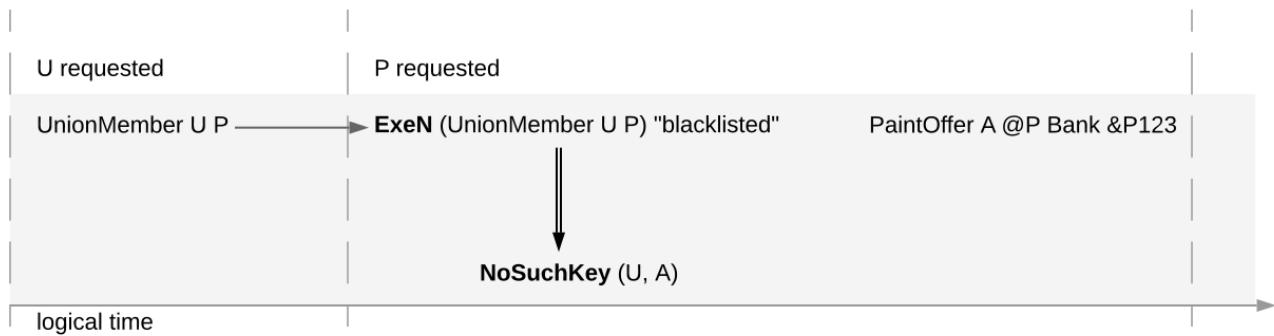 U requested
P requested
UnionMember U P
ExeN (UnionMember U P) "blacklisted"
PaintOffer A @P Bank &P123
NoSuchKey (U, A)
logical time